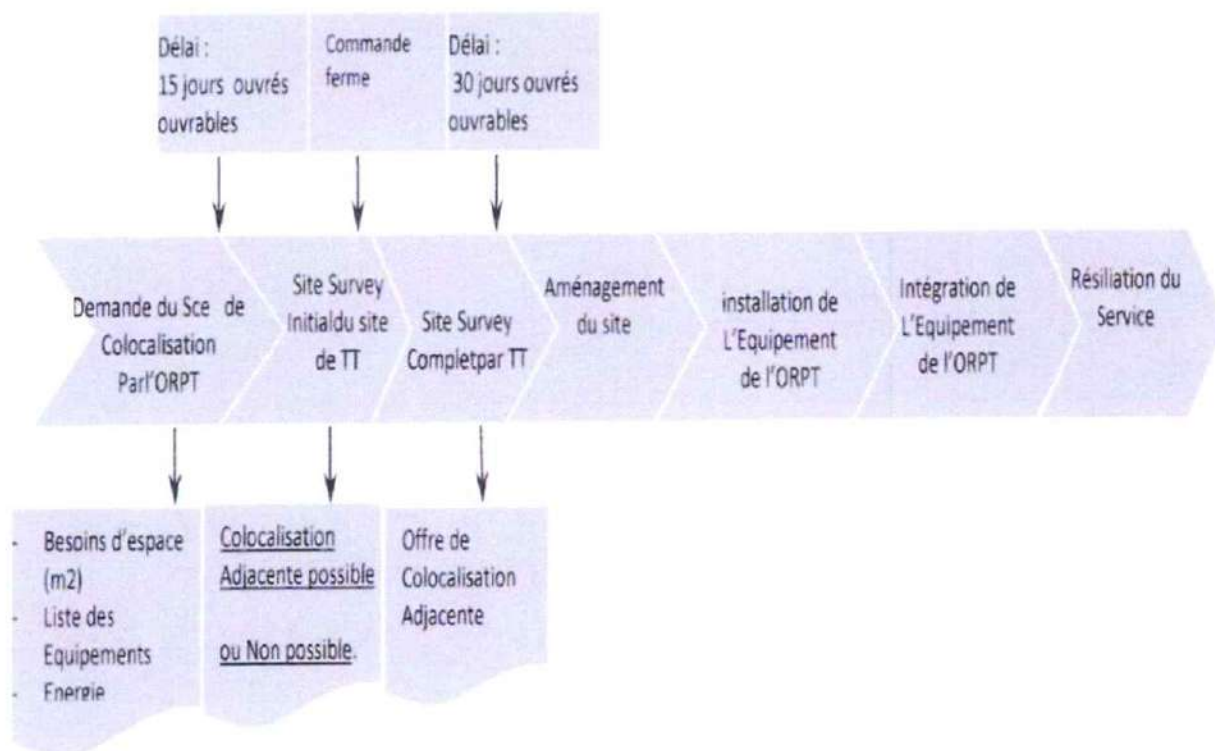 Délai :
15 jours ouvrés
ouvrables
Commande
ferme
Délai :
30 jours ouvrés
ouvrables
Demande du Sce de
Colocalisation
Parl'ORPT
Site Survey
Initialdu site
de TT
Site Survey
Completpar TT
Aménagement
du site
installation de
L'Equipement
de l'ORPT
Intégration de
L'Equipement
de l'ORPT
Résiliation du
Service
- Besoins d'espace
(m2)
- Liste des
Equipements
- Energie
Colocalisation
Adjacente possible
ou Non possible.
Offre de
Colocalisation
Adjacente